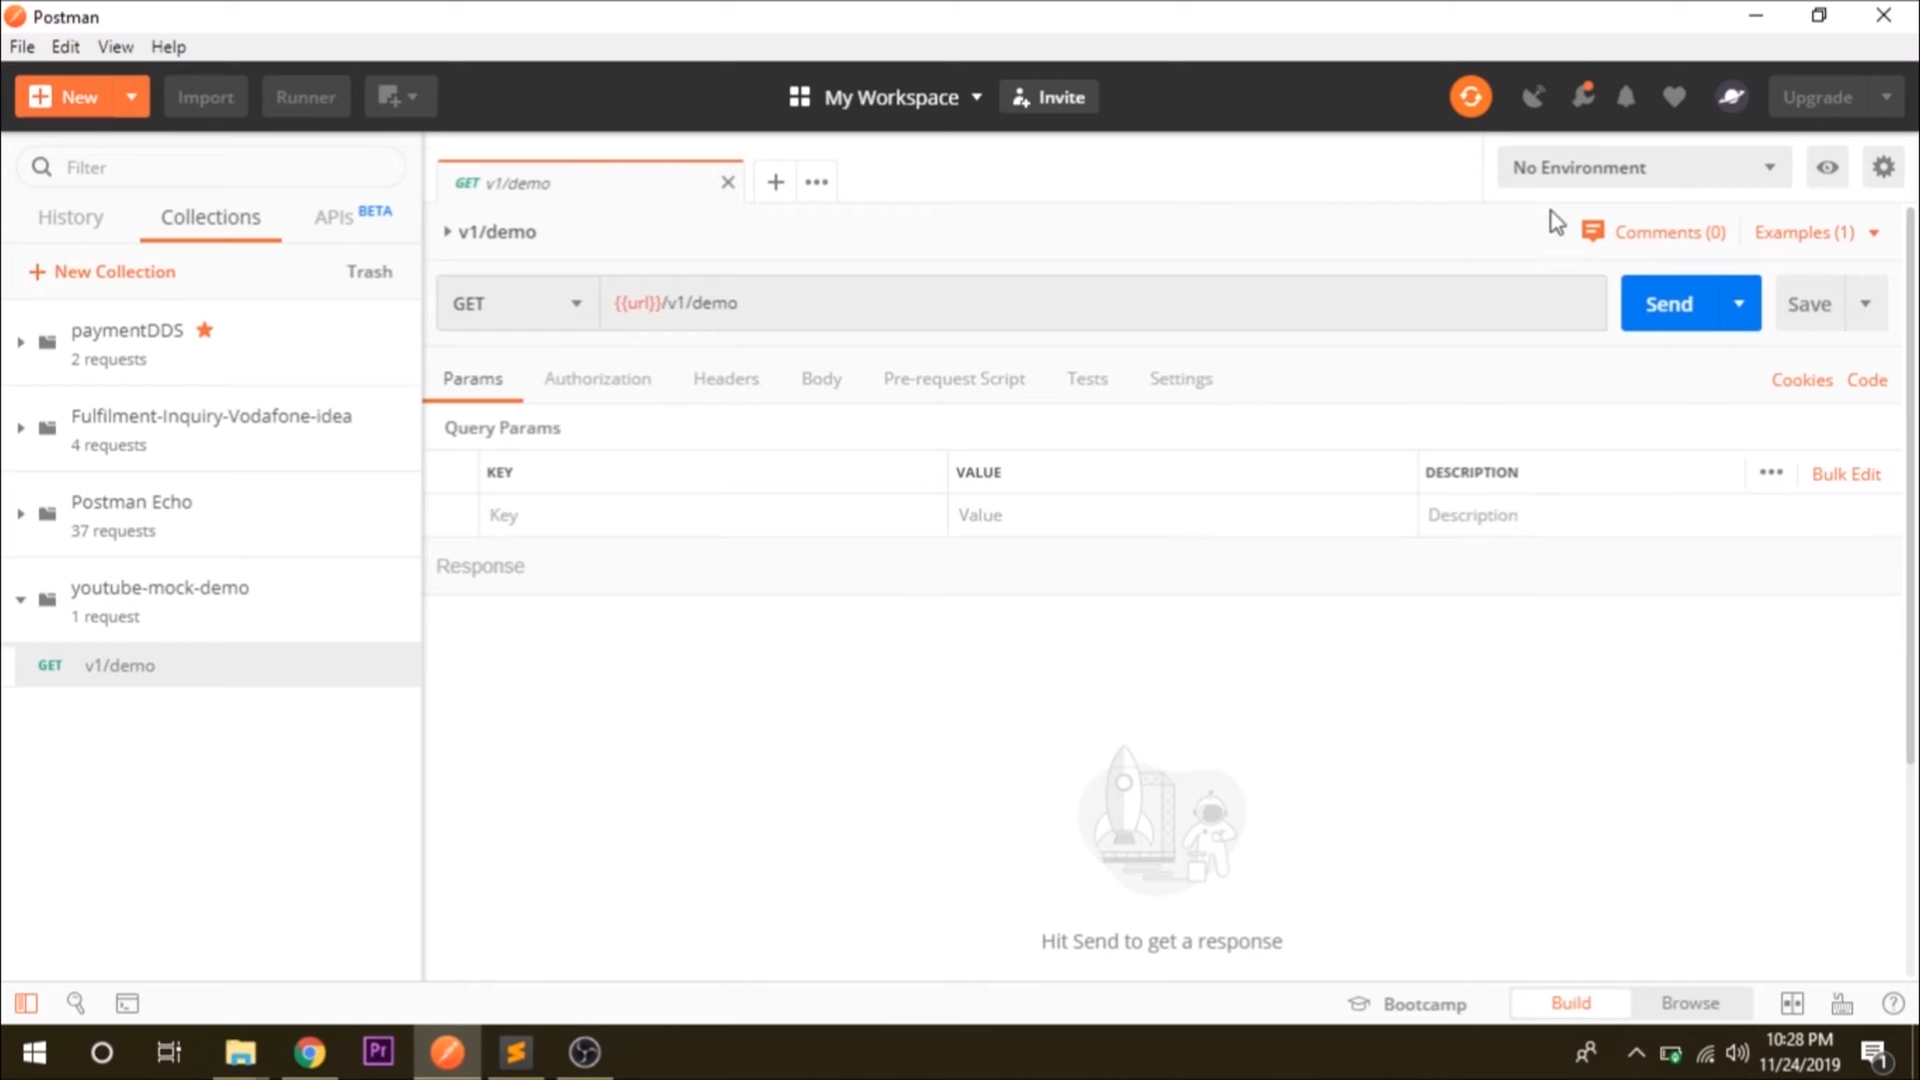 Postman
File Edit View Help
New Import Runner My Workspace Invite Upgrade
Filter
GET v1/demo
No Environment
History Collections APIs BETA
v1/demo
Comments (0) Examples (1)
New Collection Trash
GET {{url}}/v1/demo Send Save
paymentDDS
2 requests
Params Authorization Headers Body Pre-request Script Tests Settings Cookies Code
Fulfilment-Inquiry-Vodafone-idea
4 requests
Query Params
KEY VALUE DESCRIPTION Bulk Edit
Key Value Description
Postman Echo
37 requests
Response
youtube-mock-demo
1 request
GET v1/demo
Hit Send to get a response
Bootcamp Build Browse
Pr
10:28 PM
11/24/2019
1